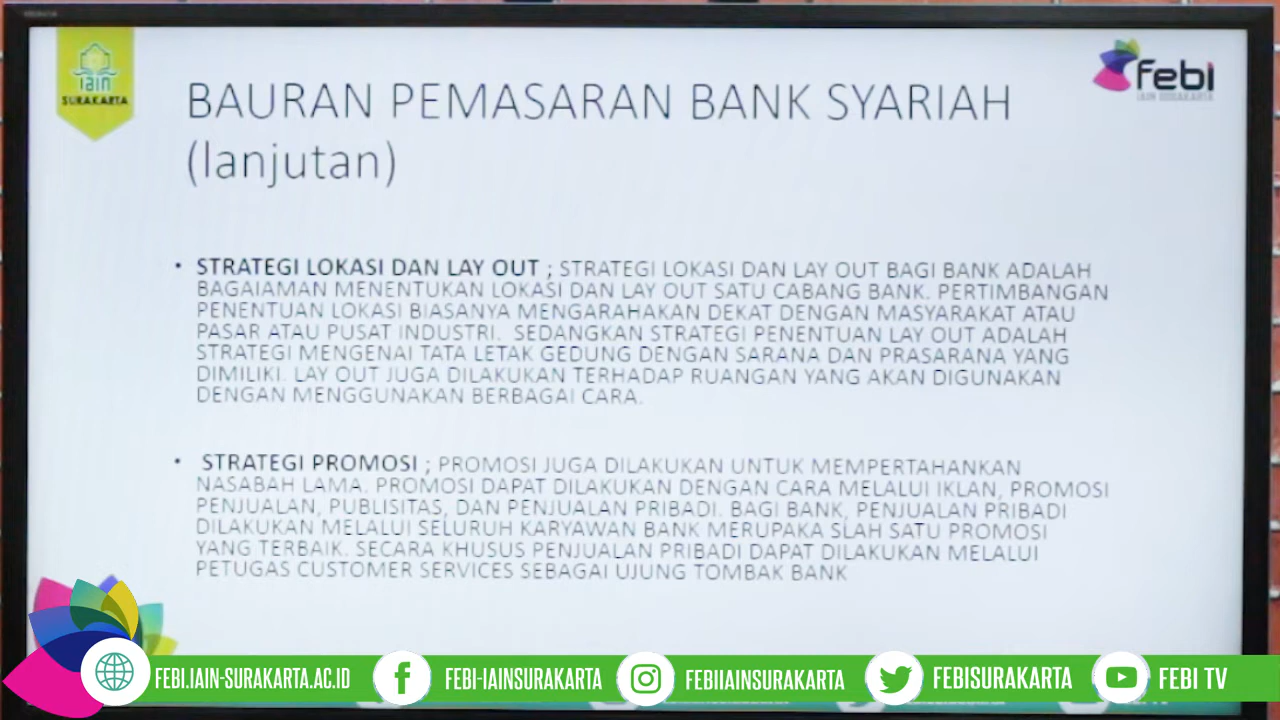 iain
SURAKARTA
febi
IAIN SURAKARTA
BAURAN PEMASARAN BANK SYARIAH
(lanjutan)
• STRATEGI LOKASI DAN LAY OUT ; STRATEGI LOKASI DAN LAY OUT BAGI BANK ADALAH
BAGAIAMAN MENENTUKAN LOKASI DAN LAY OUT SATU CABANG BANK. PERTIMBANGAN
PENENTUAN LOKASI BIASANYA MENGARAHAKAN DEKAT DENGAN MASYARAKAT ATAU
PASAR ATAU PUSAT INDUSTRI. SEDANGKAN STRATEGI PENENTUAN LAY OUT ADALAH
STRATEGI MENGENAI TATA LETAK GEDUNG DENGAN SARANA DAN PRASARANA YANG
DIMILIKI. LAY OUT JUGA DILAKUKAN TERHADAP RUANGAN YANG AKAN DIGUNAKAN
DENGAN MENGGUNAKAN BERBAGAI CARA.
• STRATEGI PROMOSI ; PROMOSI JUGA DILAKUKAN UNTUK MEMPERTAHANKAN
NASABAH LAMA. PROMOSI DAPAT DILAKUKAN DENGAN CARA MELALUI IKLAN, PROMOSI
PENJUALAN, PUBLISITAS, DAN PENJUALAN PRIBADI. BAGI BANK, PENJUALAN PRIBADI
DILAKUKAN MELALUI SELURUH KARYAWAN BANK MERUPAKA SLAH SATU PROMOSI
YANG TERBAIK. SECARA KHUSUS PENJUALAN PRIBADI DAPAT DILAKUKAN MELALUI
PETUGAS CUSTOMER SERVICES SEBAGAI UJUNG TOMBAK BANK
FEBI.IAIN-SURAKARTA.AC.ID FEBI-IAINSURAKARTA FEBIIAINSURAKARTA FEBISURAKARTA FEBI TV